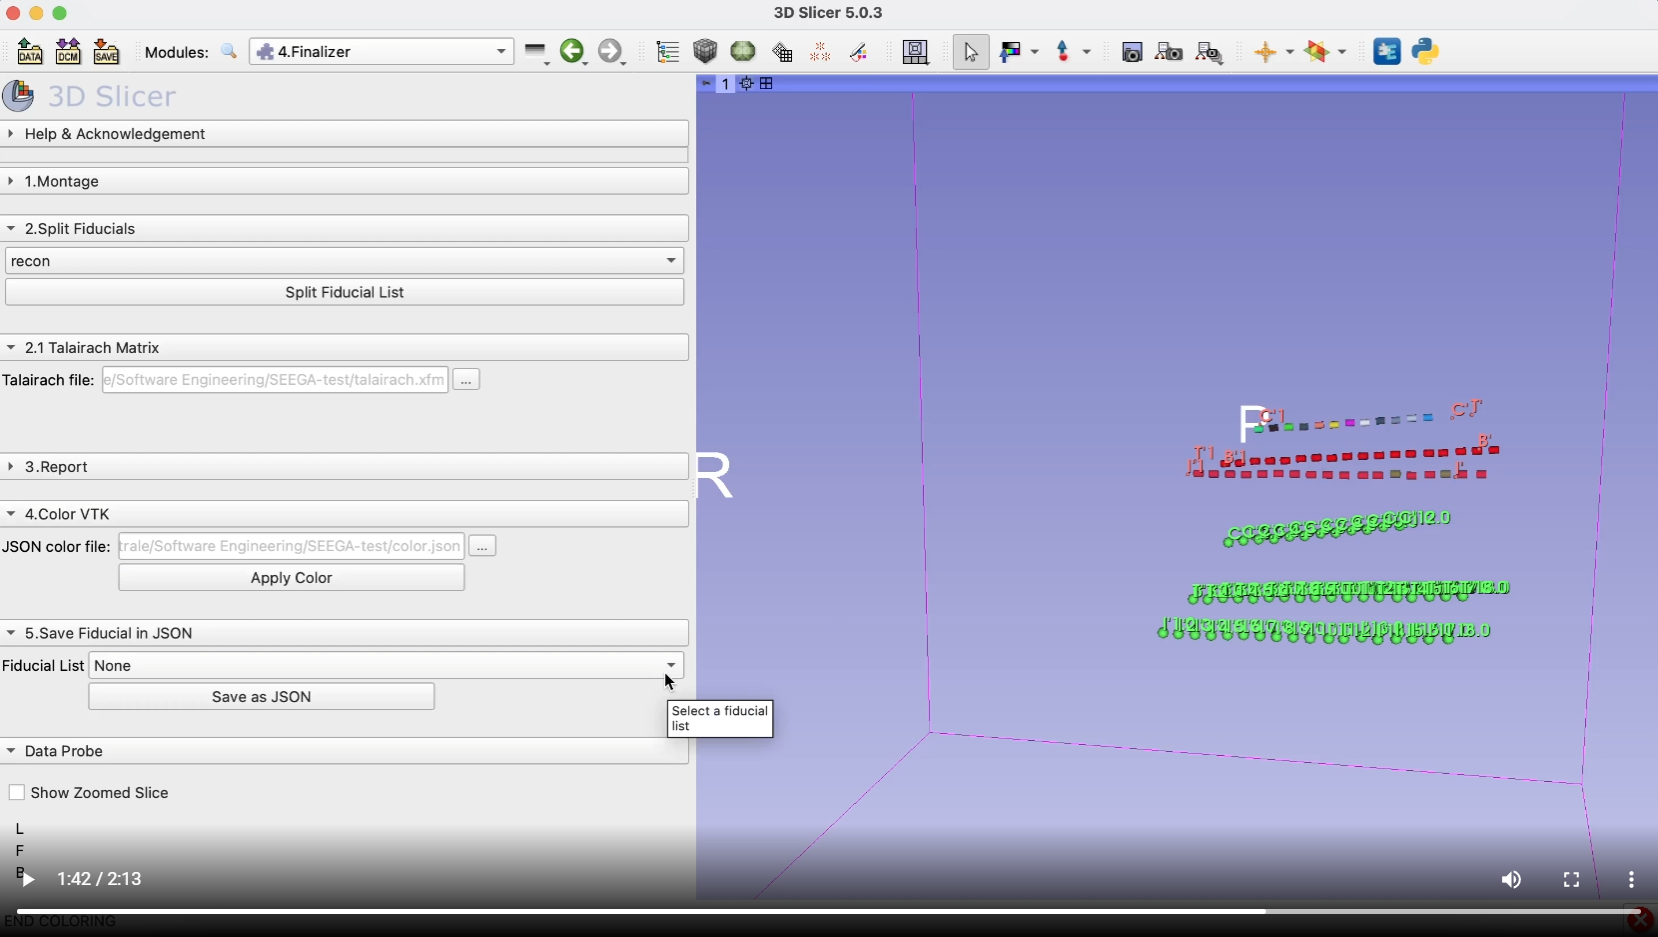 3D Slicer 5.0.3
DATA DCM SAVE Modules: 4.Finalizer
3D Slicer
1
Help & Acknowledgement
1.Montage
2.Split Fiducials
recon
Split Fiducial List
2.1 Talairach Matrix
Talairach file: e/Software Engineering/SEEGA-test/talairach.xfm ...
3.Report
4.Color VTK
JSON color file: trale/Software Engineering/SEEGA-test/color.json ...
Apply Color
5.Save Fiducial in JSON
Fiducial List None
Save as JSON
Select a fiducial
list
Data Probe
Show Zoomed Slice
L
F
B
1:42 / 2:13
END COLORING
R
P
C'1
C'
T'1
B'1
B'